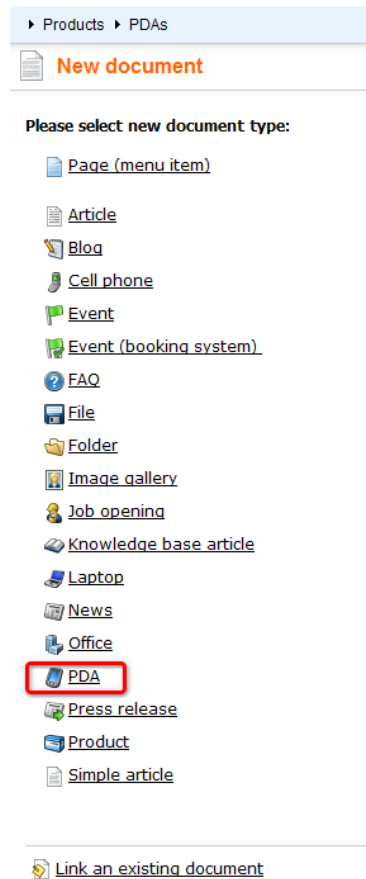 Products PDAs
New document
Please select new document type:
Page (menu item)
Article
Blog
Cell phone
Event
Event (booking system)
FAQ
File
Folder
Image gallery
Job opening
Knowledge base article
Laptop
News
Office
PDA
Press release
Product
Simple article
Link an existing document